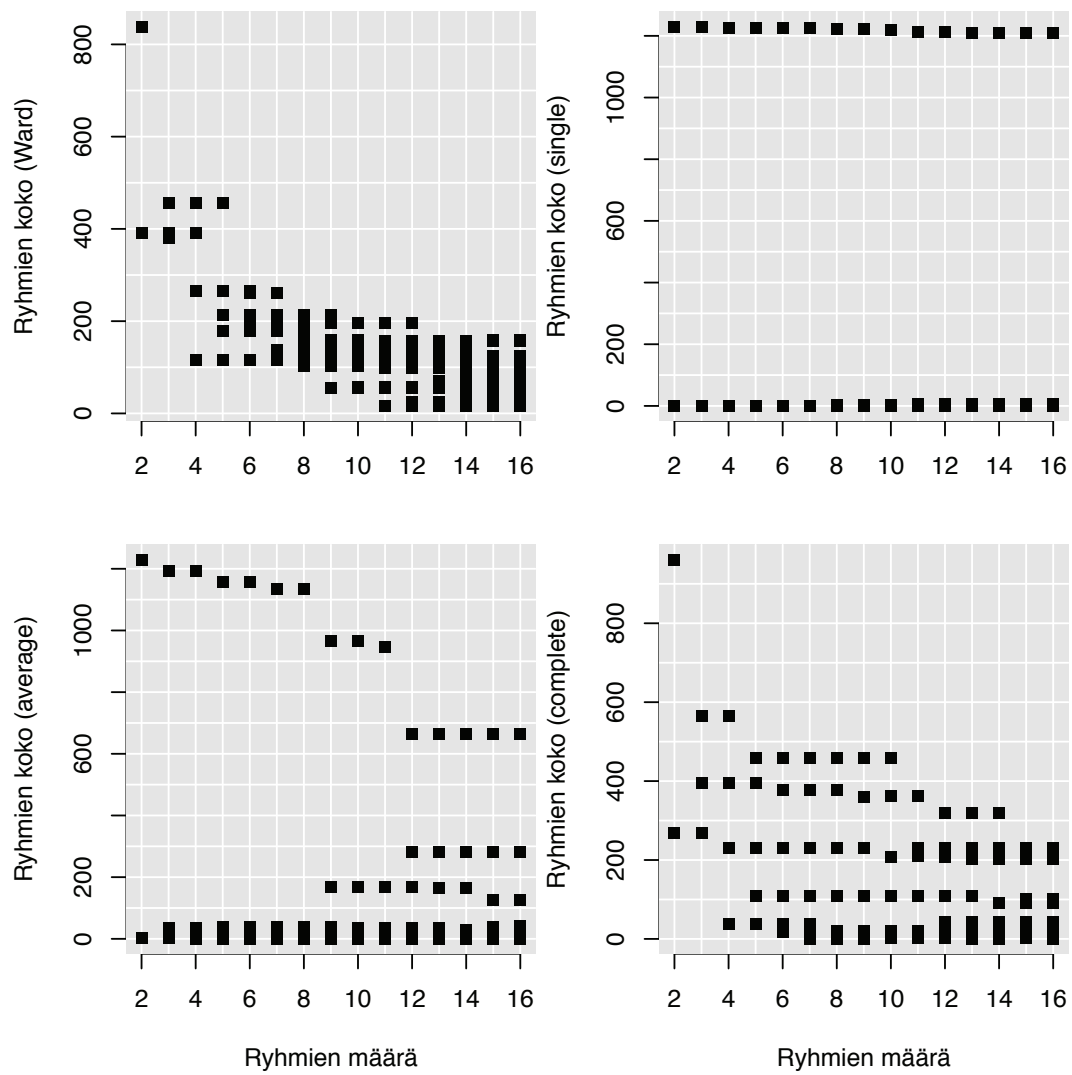 Ryhmien koko (Ward)
0 200 400 600 800
2 4 6 8 10 12 14 16
Ryhmien koko (single)
0 200 600 1000
2 4 6 8 10 12 14 16
Ryhmien koko (average)
0 200 600 1000
2 4 6 8 10 12 14 16
Ryhmien määrä
Ryhmien koko (complete)
0 200 400 600 800
2 4 6 8 10 12 14 16
Ryhmien määrä